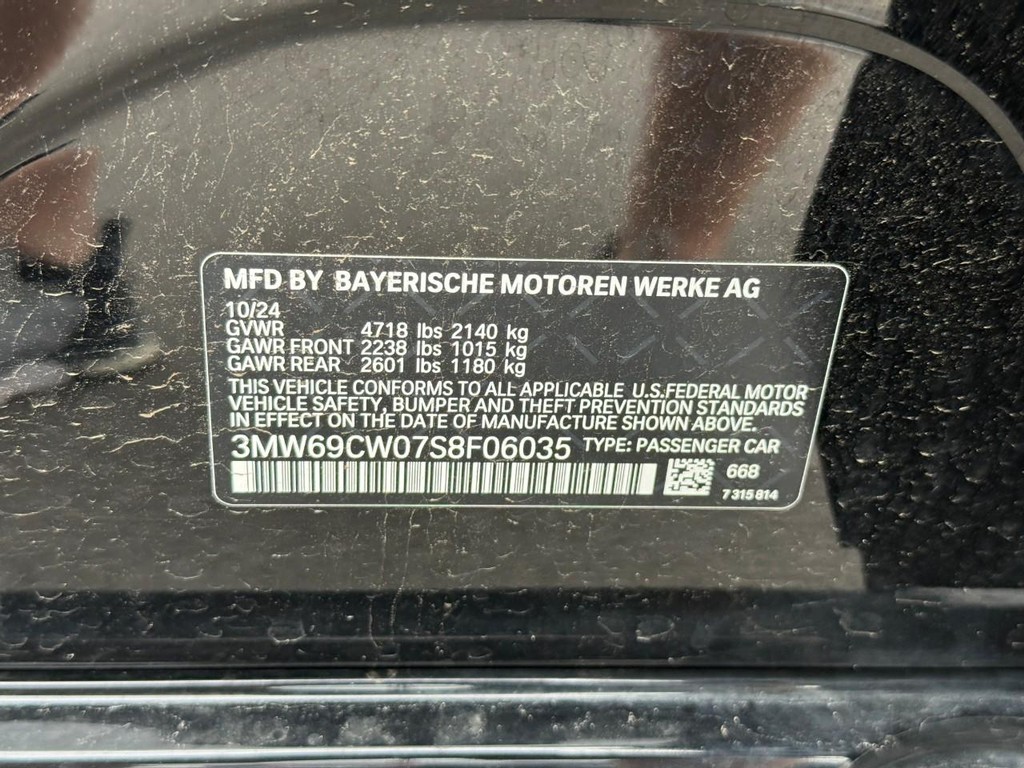 MFD BY BAYERISCHE MOTOREN WERKE AG
10/24
GVWR 4718 lbs 2140 kg
GAWR FRONT 2238 lbs 1015 kg
GAWR REAR 2601 lbs 1180 kg
THIS VEHICLE CONFORMS TO ALL APPLICABLE U.S.FEDERAL MOTOR
VEHICLE SAFETY, BUMPER AND THEFT PREVENTION STANDARDS
IN EFFECT ON THE DATE OF MANUFACTURE SHOWN ABOVE.
3MW69CW07S8F06035 TYPE: PASSENGER CAR
668
7 315 814